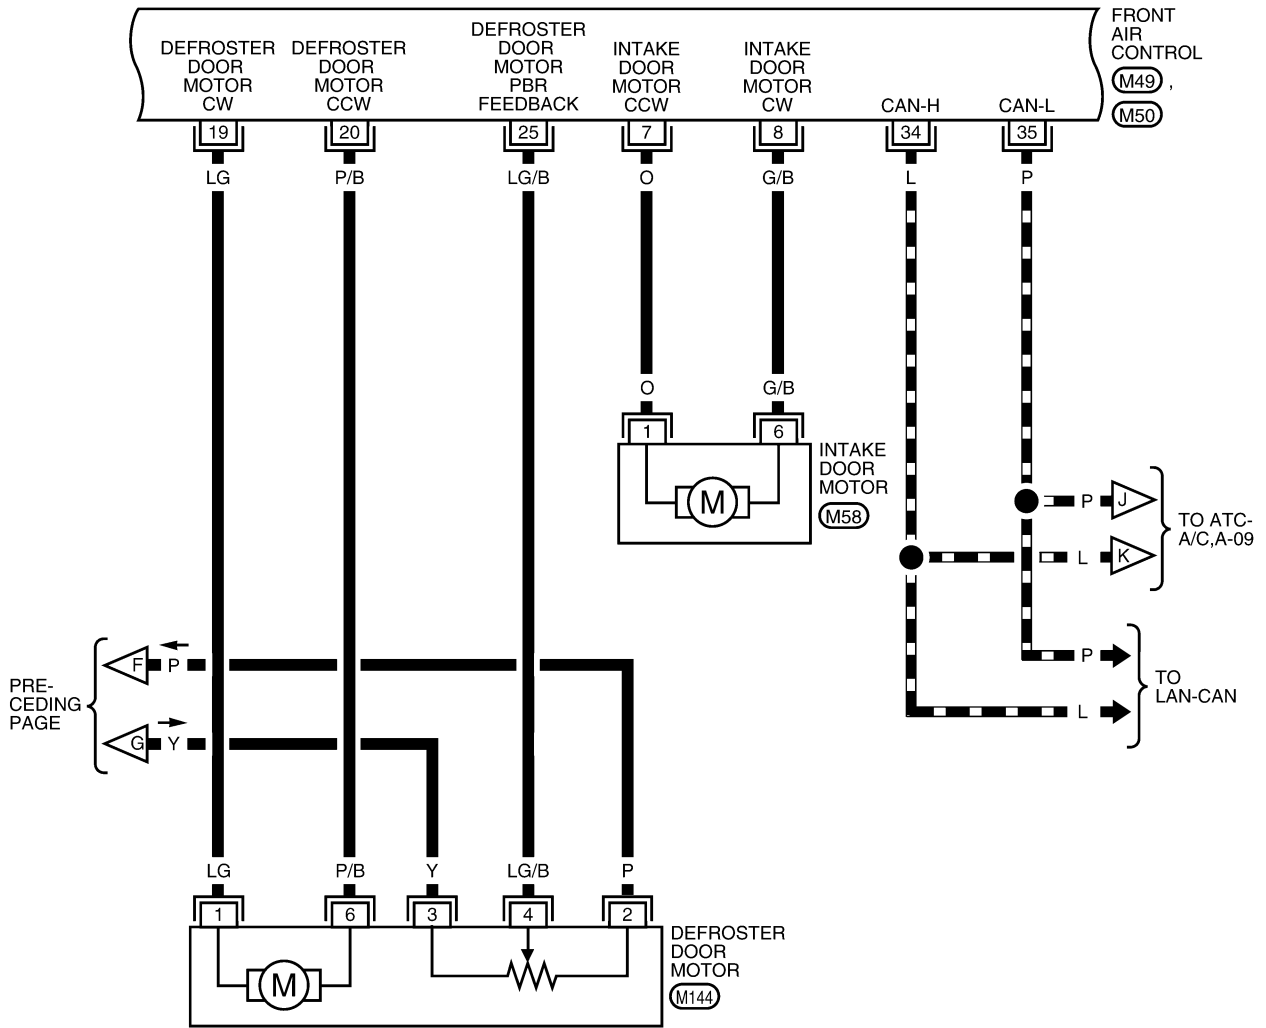 FRONT
AIR
CONTROL
M49 ,
M50
DEFROSTER
DOOR
MOTOR
CW
DEFROSTER
DOOR
MOTOR
CCW
DEFROSTER
DOOR
MOTOR
PBR
FEEDBACK
INTAKE
DOOR
MOTOR
CCW
INTAKE
DOOR
MOTOR
CW
CAN-H
CAN-L
19 20 25 7 8 34 35
LG P/B LG/B O G/B L P
O G/B
1 6
M
INTAKE
DOOR
MOTOR
M58
P J
L K
TO ATC-
A/C,A-09
P
L
TO
LAN-CAN
PRE-
CEDING
PAGE
F P
G Y
LG P/B Y LG/B P
1 6 3 4 2
M
DEFROSTER
DOOR
MOTOR
M144